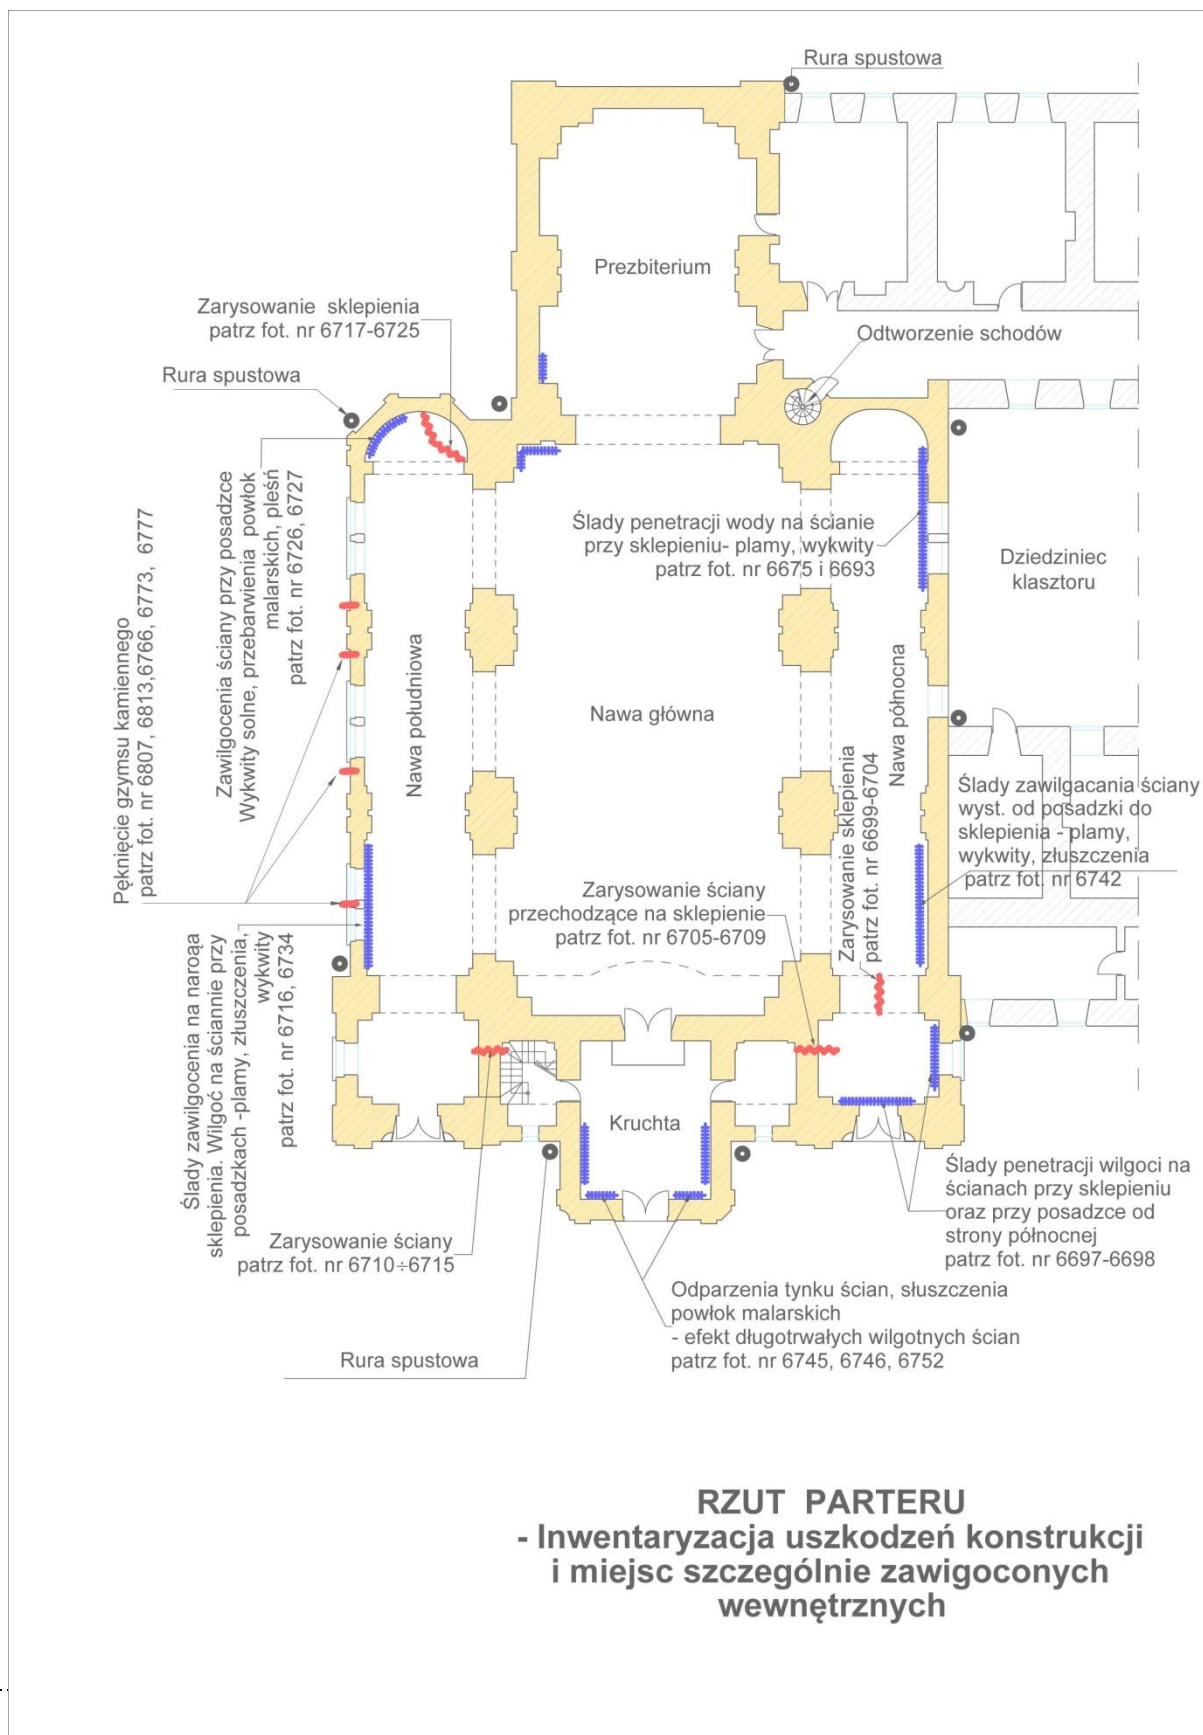 Rura spustowa
Prezbiterium
Zarysowanie sklepienia
patrz fot. nr 6717-6725
Odtworzenie schodów
Rura spustowa
Zawilgocenia ściany przy posadzce
Wykwity solne, przebarwienia powłok
malarskich, pleśń
patrz fot. nr 6726, 6727
Pęknięcie gzymsu kamiennego
patrz fot. nr 6807, 6813,6766, 6773, 6777
Ślady penetracji wody na ścianie
przy sklepieniu- plamy, wykwity
patrz fot. nr 6675 i 6693
Dziedziniec
klasztoru
Nawa południowa
Nawa główna
Nawa północna
Zarysowanie sklepienia
patrz fot. nr 6699-6704
Ślady zawilgacania ściany
wyst. od posadzki do
sklepienia - plamy,
wykwity, złuszczenia
patrz fot. nr 6742
Zarysowanie ściany
przechodzące na sklepienie
patrz fot. nr 6705-6709
Ślady zawilgocenia na naroąa
sklepienia. Wilgoć na ściannie przy
posadzkach -plamy, złuszczenia,
wykwity
patrz fot. nr 6716, 6734
Kruchta
Ślady penetracji wilgoci na
ścianach przy sklepieniu
oraz przy posadzce od
strony północnej
patrz fot. nr 6697-6698
Zarysowanie ściany
patrz fot. nr 6710÷6715
Odparzenia tynku ścian, słuszczenia
powłok malarskich
- efekt długotrwałych wilgotnych ścian
patrz fot. nr 6745, 6746, 6752
Rura spustowa
RZUT PARTERU
- Inwentaryzacja uszkodzeń konstrukcji
i miejsc szczególnie zawigoconych
wewnętrznych